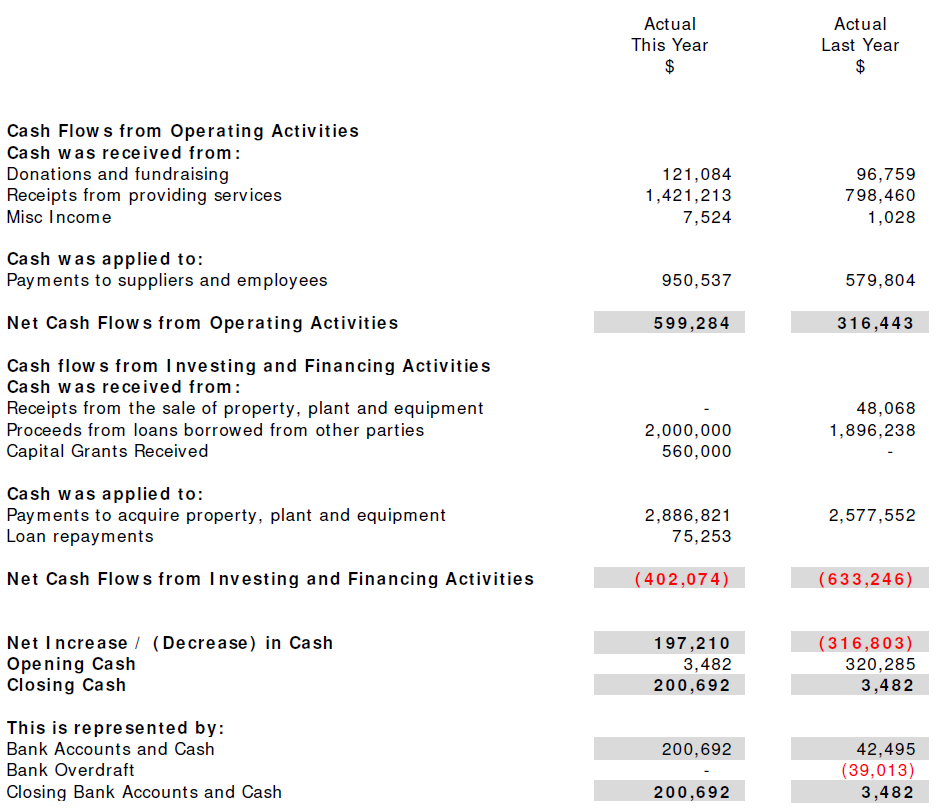 Actual Actual
This Year Last Year
$ $
Cash Flows from Operating Activities
Cash was received from:
Donations and fundraising 121,084 96,759
Receipts from providing services 1,421,213 798,460
Misc Income 7,524 1,028
Cash was applied to:
Payments to suppliers and employees 950,537 579,804
Net Cash Flows from Operating Activities 599,284 316,443
Cash flows from Investing and Financing Activities
Cash was received from:
Receipts from the sale of property, plant and equipment - 48,068
Proceeds from loans borrowed from other parties 2,000,000 1,896,238
Capital Grants Received 560,000 -
Cash was applied to:
Payments to acquire property, plant and equipment 2,886,821 2,577,552
Loan repayments 75,253
Net Cash Flows from Investing and Financing Activities (402,074) (633,246)
Net Increase / (Decrease) in Cash 197,210 (316,803)
Opening Cash 3,482 320,285
Closing Cash 200,692 3,482
This is represented by:
Bank Accounts and Cash 200,692 42,495
Bank Overdraft - (39,013)
Closing Bank Accounts and Cash 200,692 3,482